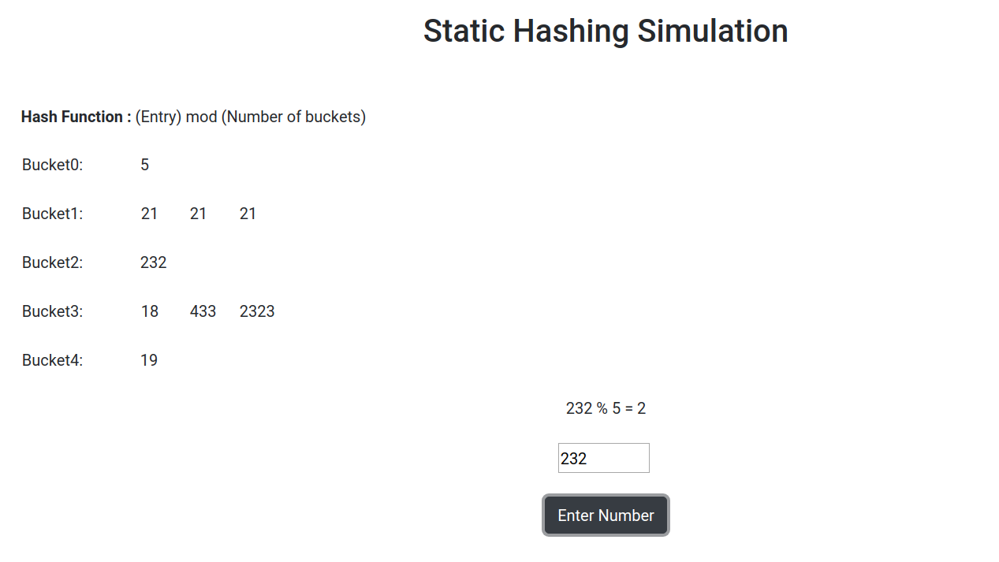 Static Hashing Simulation
Hash Function : (Entry) mod (Number of buckets)
Bucket0: 5
Bucket1: 21 21 21
Bucket2: 232
Bucket3: 18 433 2323
Bucket4: 19
232 % 5 = 2
232
Enter Number